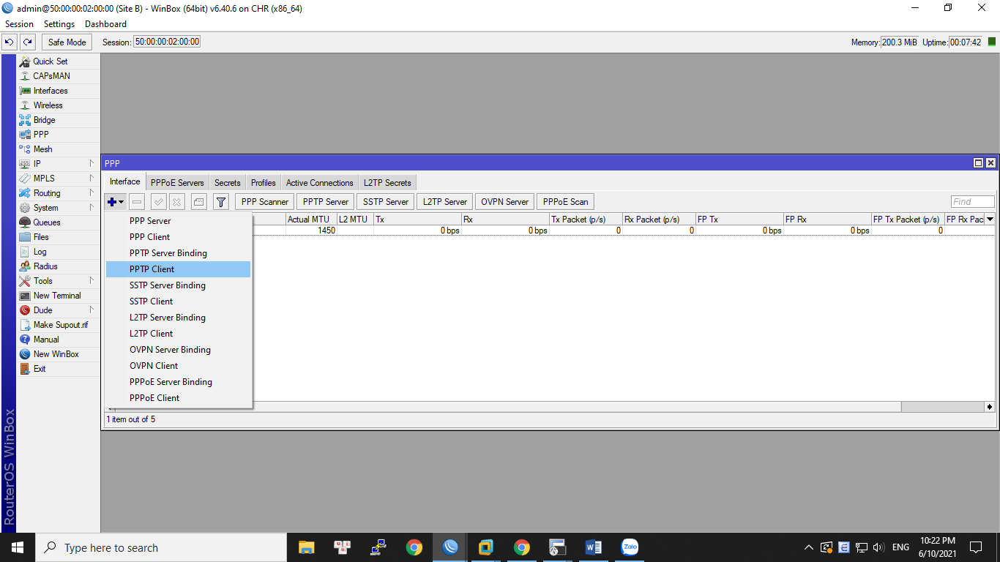 admin@50:00:00:02:00:00 (Site B) - WinBox (64bit) v6.40.6 on CHR (x86_64)
Session Settings Dashboard
Safe Mode Session: 50:00:00:02:00:00 Memory: 200.3 MiB Uptime: 00:07:42
Quick Set
CAPsMAN
Interfaces
Wireless
Bridge
PPP
Mesh
IP
MPLS
Routing
System
Queues
Files
Log
Radius
Tools
New Terminal
Dude
Make Supout.rif
Manual
New WinBox
Exit
RouterOS WinBox
PPP
Interface PPPoE Servers Secrets Profiles Active Connections L2TP Secrets
PPP Scanner PPTP Server SSTP Server L2TP Server OVPN Server PPPoE Scan Find
Actual MTU L2 MTU Tx Rx Tx Packet (p/s) Rx Packet (p/s) FP Tx FP Rx FP Tx Packet (p/s) FP Rx Pac
1450 0 bps 0 bps 0 0 0 bps 0 bps 0
PPP Server
PPP Client
PPTP Server Binding
PPTP Client
SSTP Server Binding
SSTP Client
L2TP Server Binding
L2TP Client
OVPN Server Binding
OVPN Client
PPPoE Server Binding
PPPoE Client
1 item out of 5
Type here to search
Zalo
ENG
10:22 PM
6/10/2021